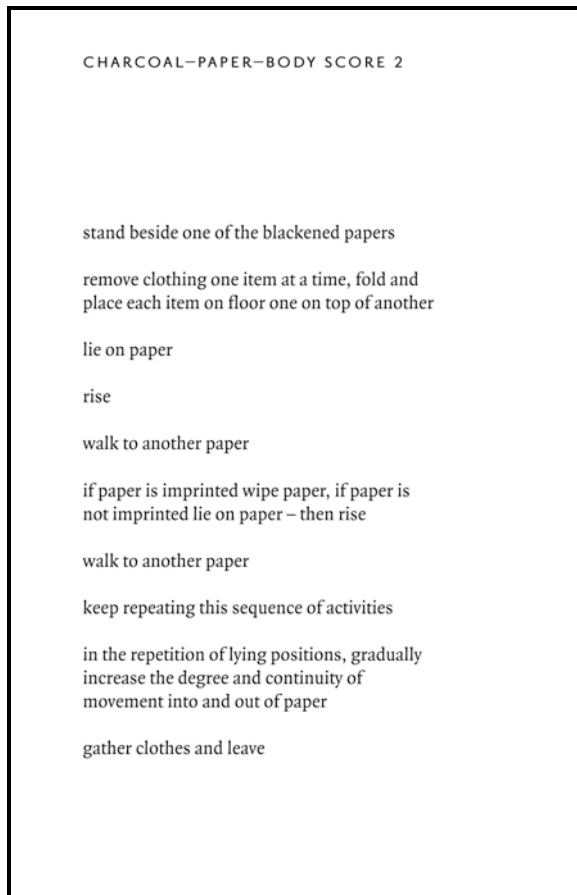 CHARCOAL–PAPER–BODY SCORE 2
stand beside one of the blackened papers
remove clothing one item at a time, fold and
place each item on floor one on top of another
lie on paper
rise
walk to another paper
if paper is imprinted wipe paper, if paper is
not imprinted lie on paper – then rise
walk to another paper
keep repeating this sequence of activities
in the repetition of lying positions, gradually
increase the degree and continuity of
movement into and out of paper
gather clothes and leave